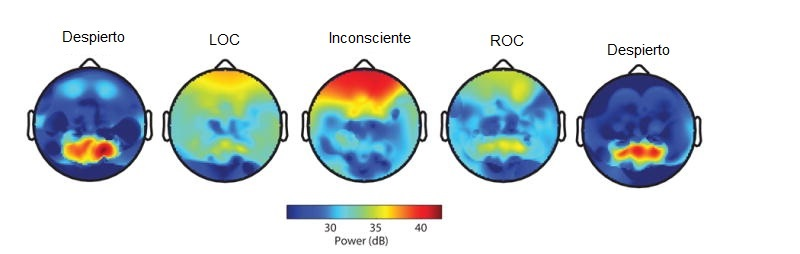 Despierto
LOC
Inconsciente
ROC
Despierto
30 35 40
Power (dB)